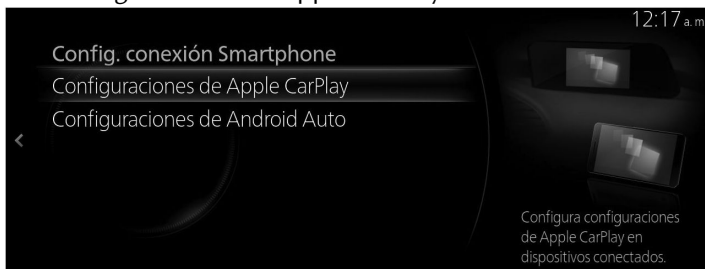 12:17 a. m
Config. conexión Smartphone
Configuraciones de Apple CarPlay
Configuraciones de Android Auto
Configura configuraciones
de Apple CarPlay en
dispositivos conectados.